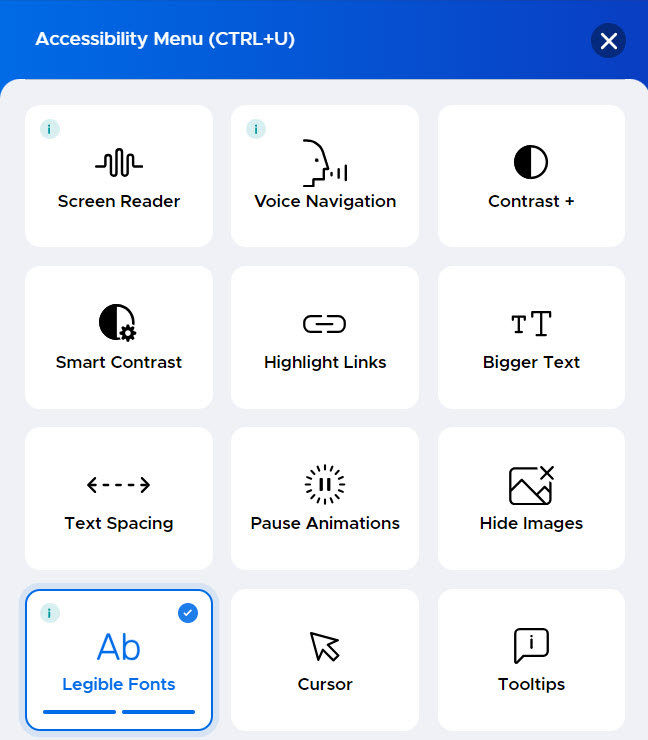 Accessibility Menu (CTRL+U)
Screen Reader
Voice Navigation
Contrast +
Smart Contrast
Highlight Links
TT
Bigger Text
Text Spacing
Pause Animations
Hide Images
Ab
Legible Fonts
Cursor
Tooltips